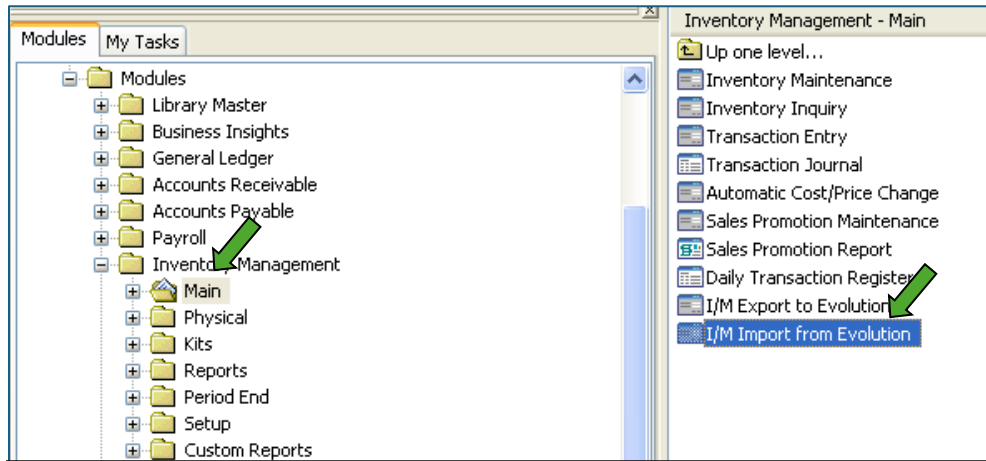 Modules
My Tasks
Modules
Library Master
Business Insights
General Ledger
Accounts Receivable
Accounts Payable
Payroll
Inventory Management
Main
Physical
Kits
Reports
Period End
Setup
Custom Reports
Inventory Management - Main
Up one level...
Inventory Maintenance
Inventory Inquiry
Transaction Entry
Transaction Journal
Automatic Cost/Price Change
Sales Promotion Maintenance
Sales Promotion Report
Daily Transaction Register
I/M Export to Evolution
I/M Import from Evolution